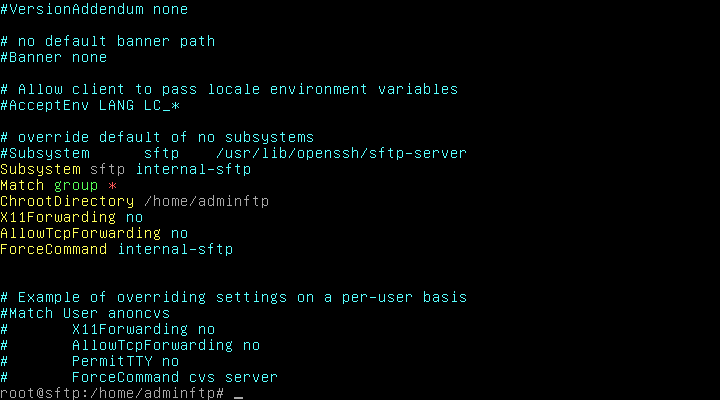 #VersionAddendum none
# no default banner path
#Banner none
# Allow client to pass locale environment variables
#AcceptEnv LANG LC_*
# override default of no subsystems
#Subsystem      sftp    /usr/lib/openssh/sftp-server
Subsystem sftp internal-sftp
Match group *
ChrootDirectory /home/adminftp
X11Forwarding no
AllowTcpForwarding no
ForceCommand internal-sftp
# Example of overriding settings on a per-user basis
#Match User anoncvs
#       X11Forwarding no
#       AllowTcpForwarding no
#       PermitTTY no
#       ForceCommand cvs server
root@sftp:/home/adminftp# _